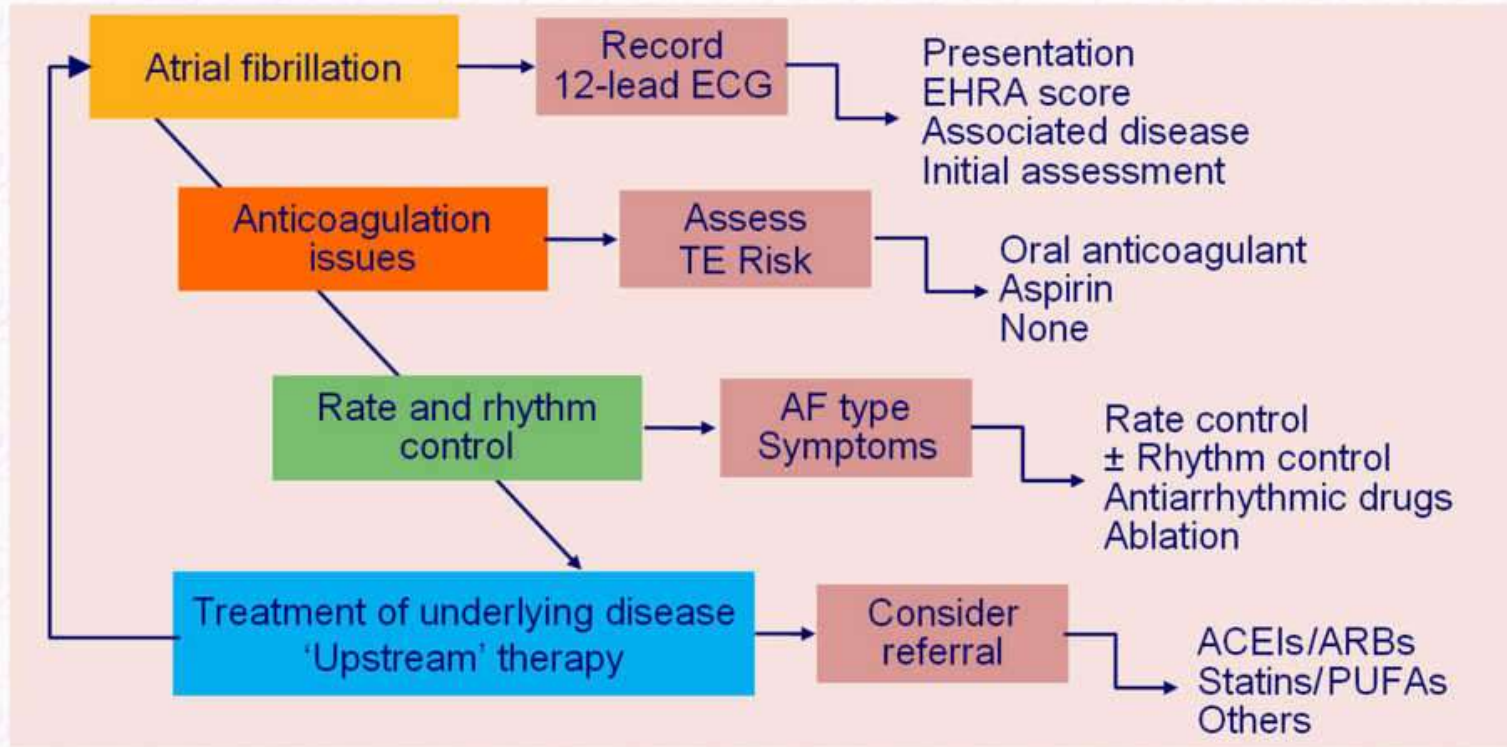 Atrial fibrillation
Record
12-lead ECG
Presentation
EHRA score
Associated disease
Initial assessment
Anticoagulation
issues
Assess
TE Risk
Oral anticoagulant
Aspirin
None
Rate and rhythm
control
AF type
Symptoms
Rate control
± Rhythm control
Antiarrhythmic drugs
Ablation
Treatment of underlying disease
‘Upstream’ therapy
Consider
referral
ACEIs/ARBs
Statins/PUFAs
Others